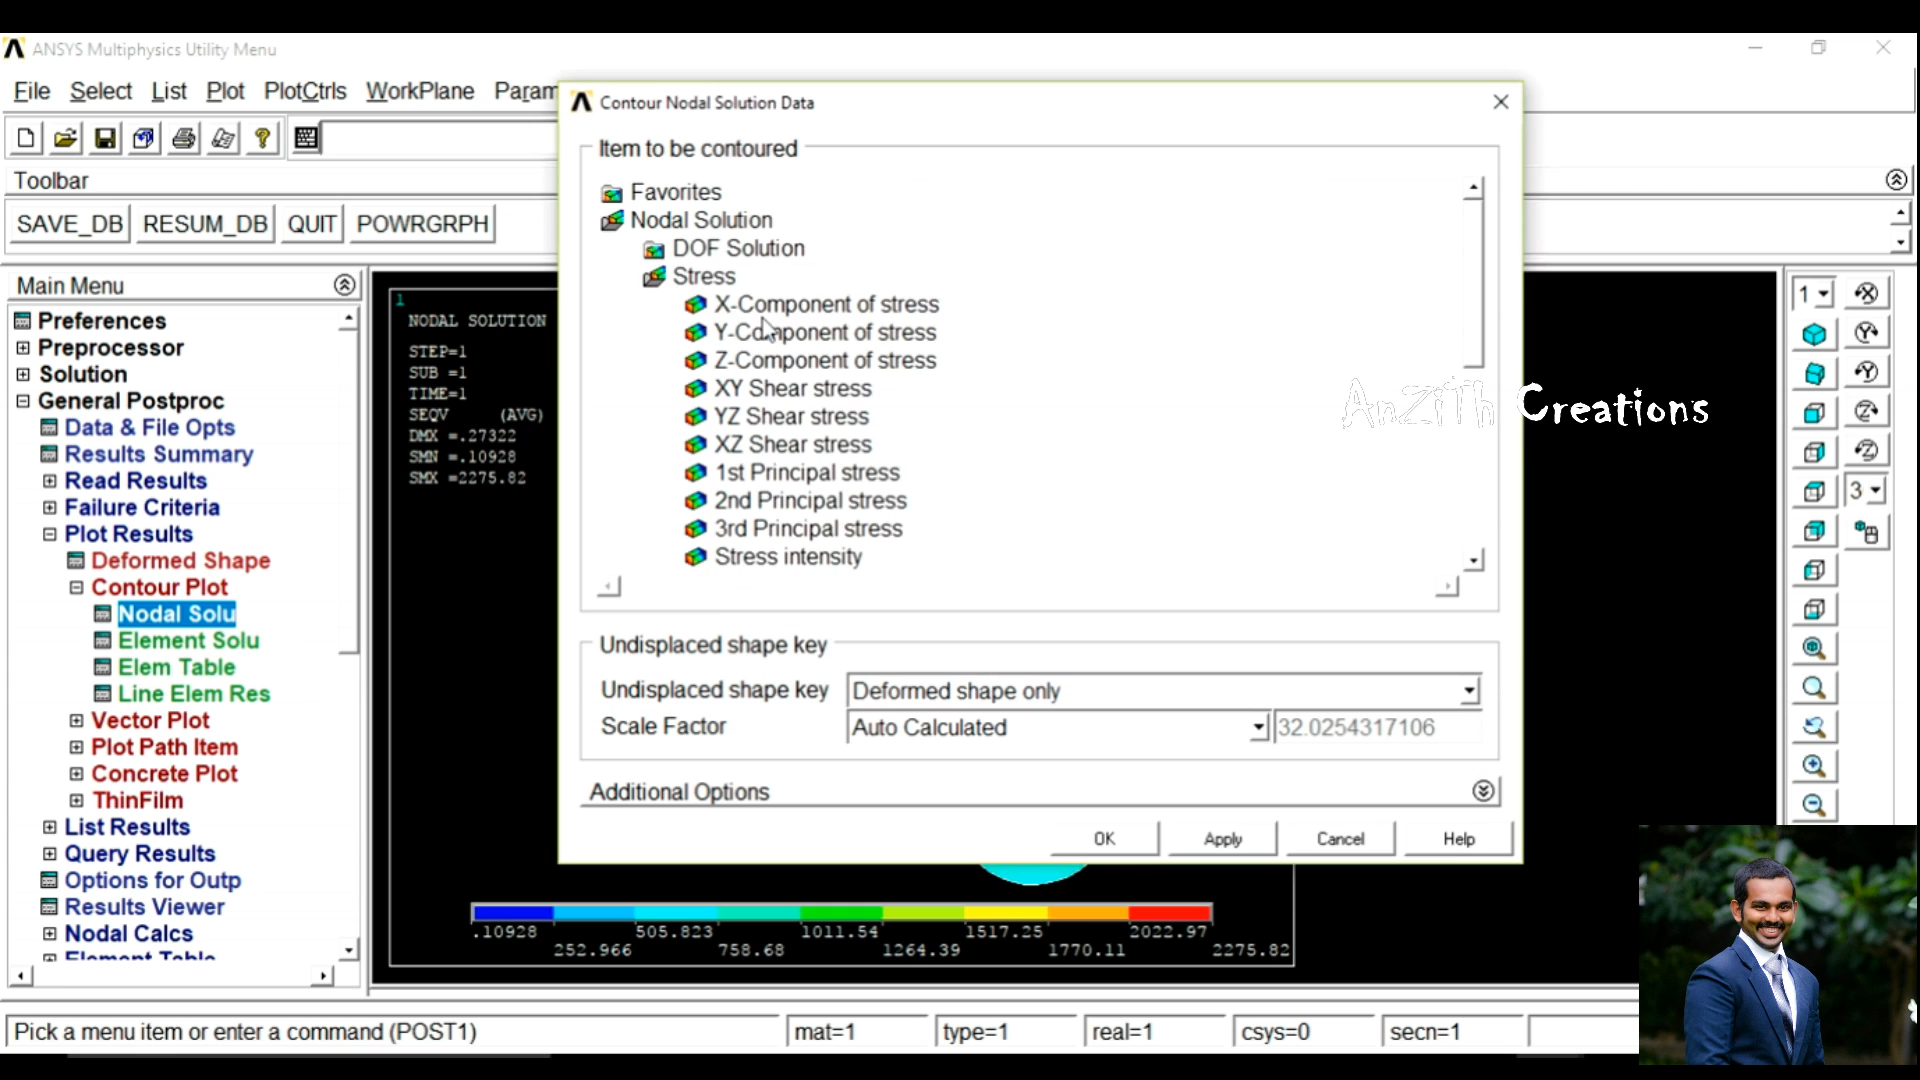 ANSYS Multiphysics Utility Menu
File Select List Plot PlotCtrls WorkPlane Param
Toolbar
SAVE_DB RESUM_DB QUIT POWRGRPH
Main Menu
Preferences
Preprocessor
Solution
General Postproc
Data & File Opts
Results Summary
Read Results
Failure Criteria
Plot Results
Deformed Shape
Contour Plot
Nodal Solu
Element Solu
Elem Table
Line Elem Res
Vector Plot
Plot Path Item
Concrete Plot
ThinFilm
List Results
Query Results
Options for Outp
Results Viewer
Nodal Calcs
Element Table
1
NODAL SOLUTION
STEP=1
SUB =1
TIME=1
SEQV (AVG)
DMX =.27322
SMN =.10928
SMX =2275.82
Contour Nodal Solution Data
Item to be contoured
Favorites
Nodal Solution
DOF Solution
Stress
X-Component of stress
Y-Component of stress
Z-Component of stress
XY Shear stress
YZ Shear stress
XZ Shear stress
1st Principal stress
2nd Principal stress
3rd Principal stress
Stress intensity
Undisplaced shape key
Undisplaced shape key Deformed shape only
Scale Factor Auto Calculated 32.0254317106
Additional Options
OK Apply Cancel Help
AnZiTh Creations
1
3
.10928 505.823 1011.54 1517.25 2022.97
252.966 758.68 1264.39 1770.11 2275.82
Pick a menu item or enter a command (POST1) mat=1 type=1 real=1 csys=0 secn=1